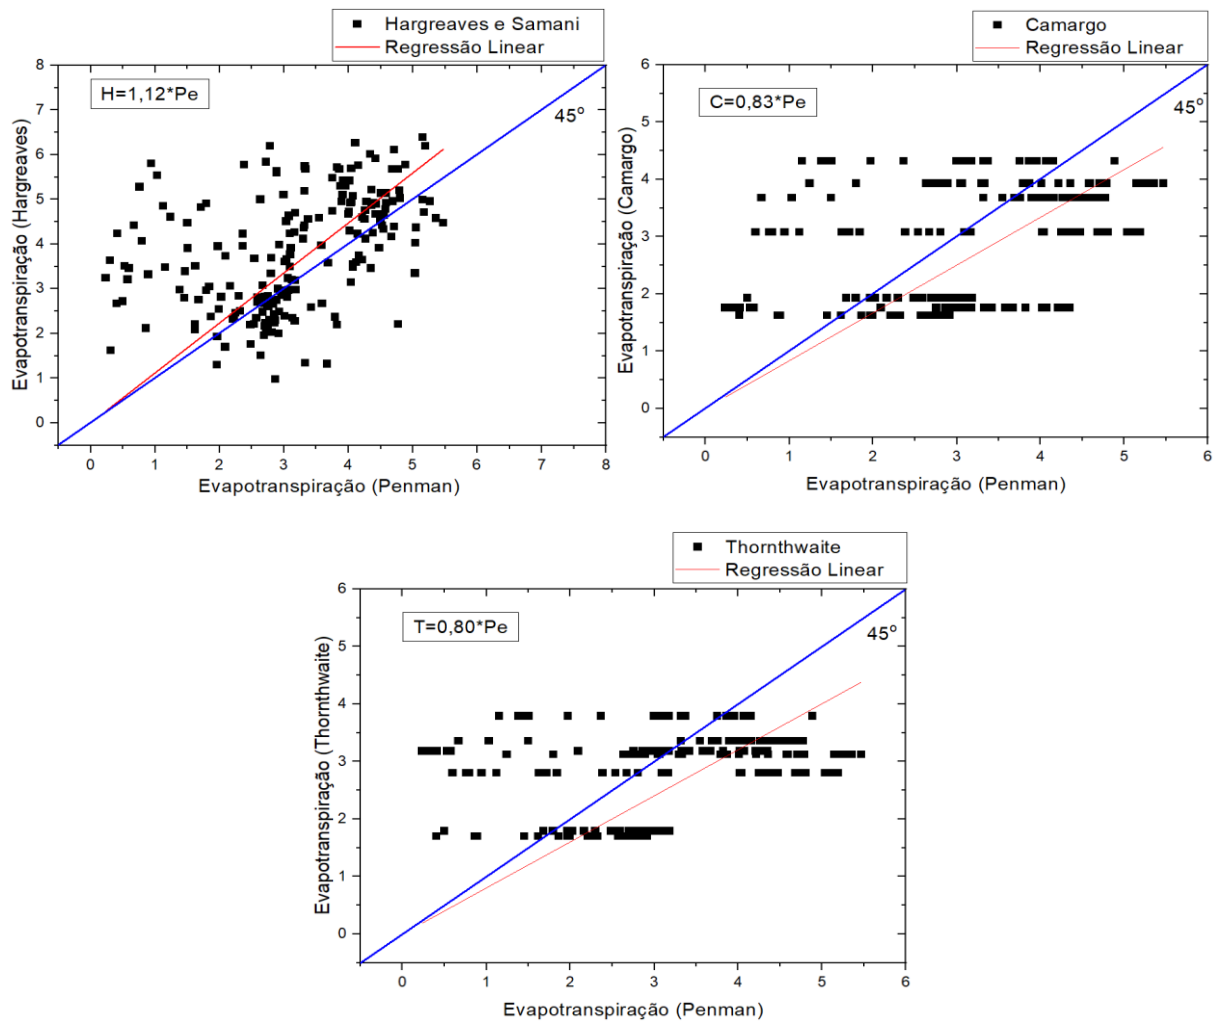 Hargreaves e Samani
Regressão Linear
H=1,12*Pe
45º
8
7
6
5
4
3
2
1
0
0 1 2 3 4 5 6 7 8
Evapotranspiração (Hargreaves)
Evapotranspiração (Penman)
Camargo
Regressão Linear
C=0,83*Pe
45º
6
5
4
3
2
1
0
0 1 2 3 4 5 6
Evapotranspiração (Camargo)
Evapotranspiração (Penman)
Thornthwaite
Regressão Linear
T=0,80*Pe
45º
6
5
4
3
2
1
0
0 1 2 3 4 5 6
Evapotranspiração (Thornthwaite)
Evapotranspiração (Penman)